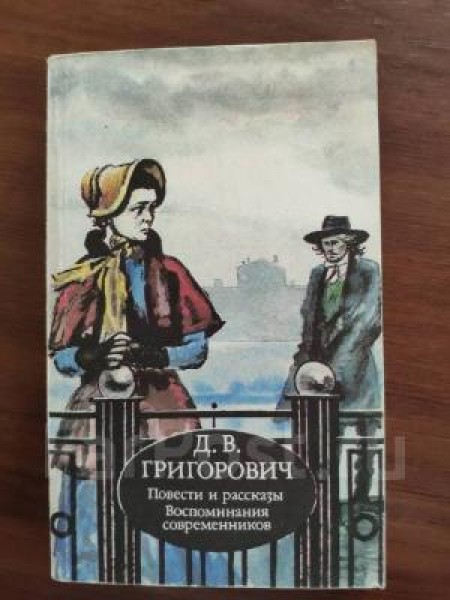 Д. В.
ГРИГОРОВИЧ
Повести и рассказы
Воспоминания
современников